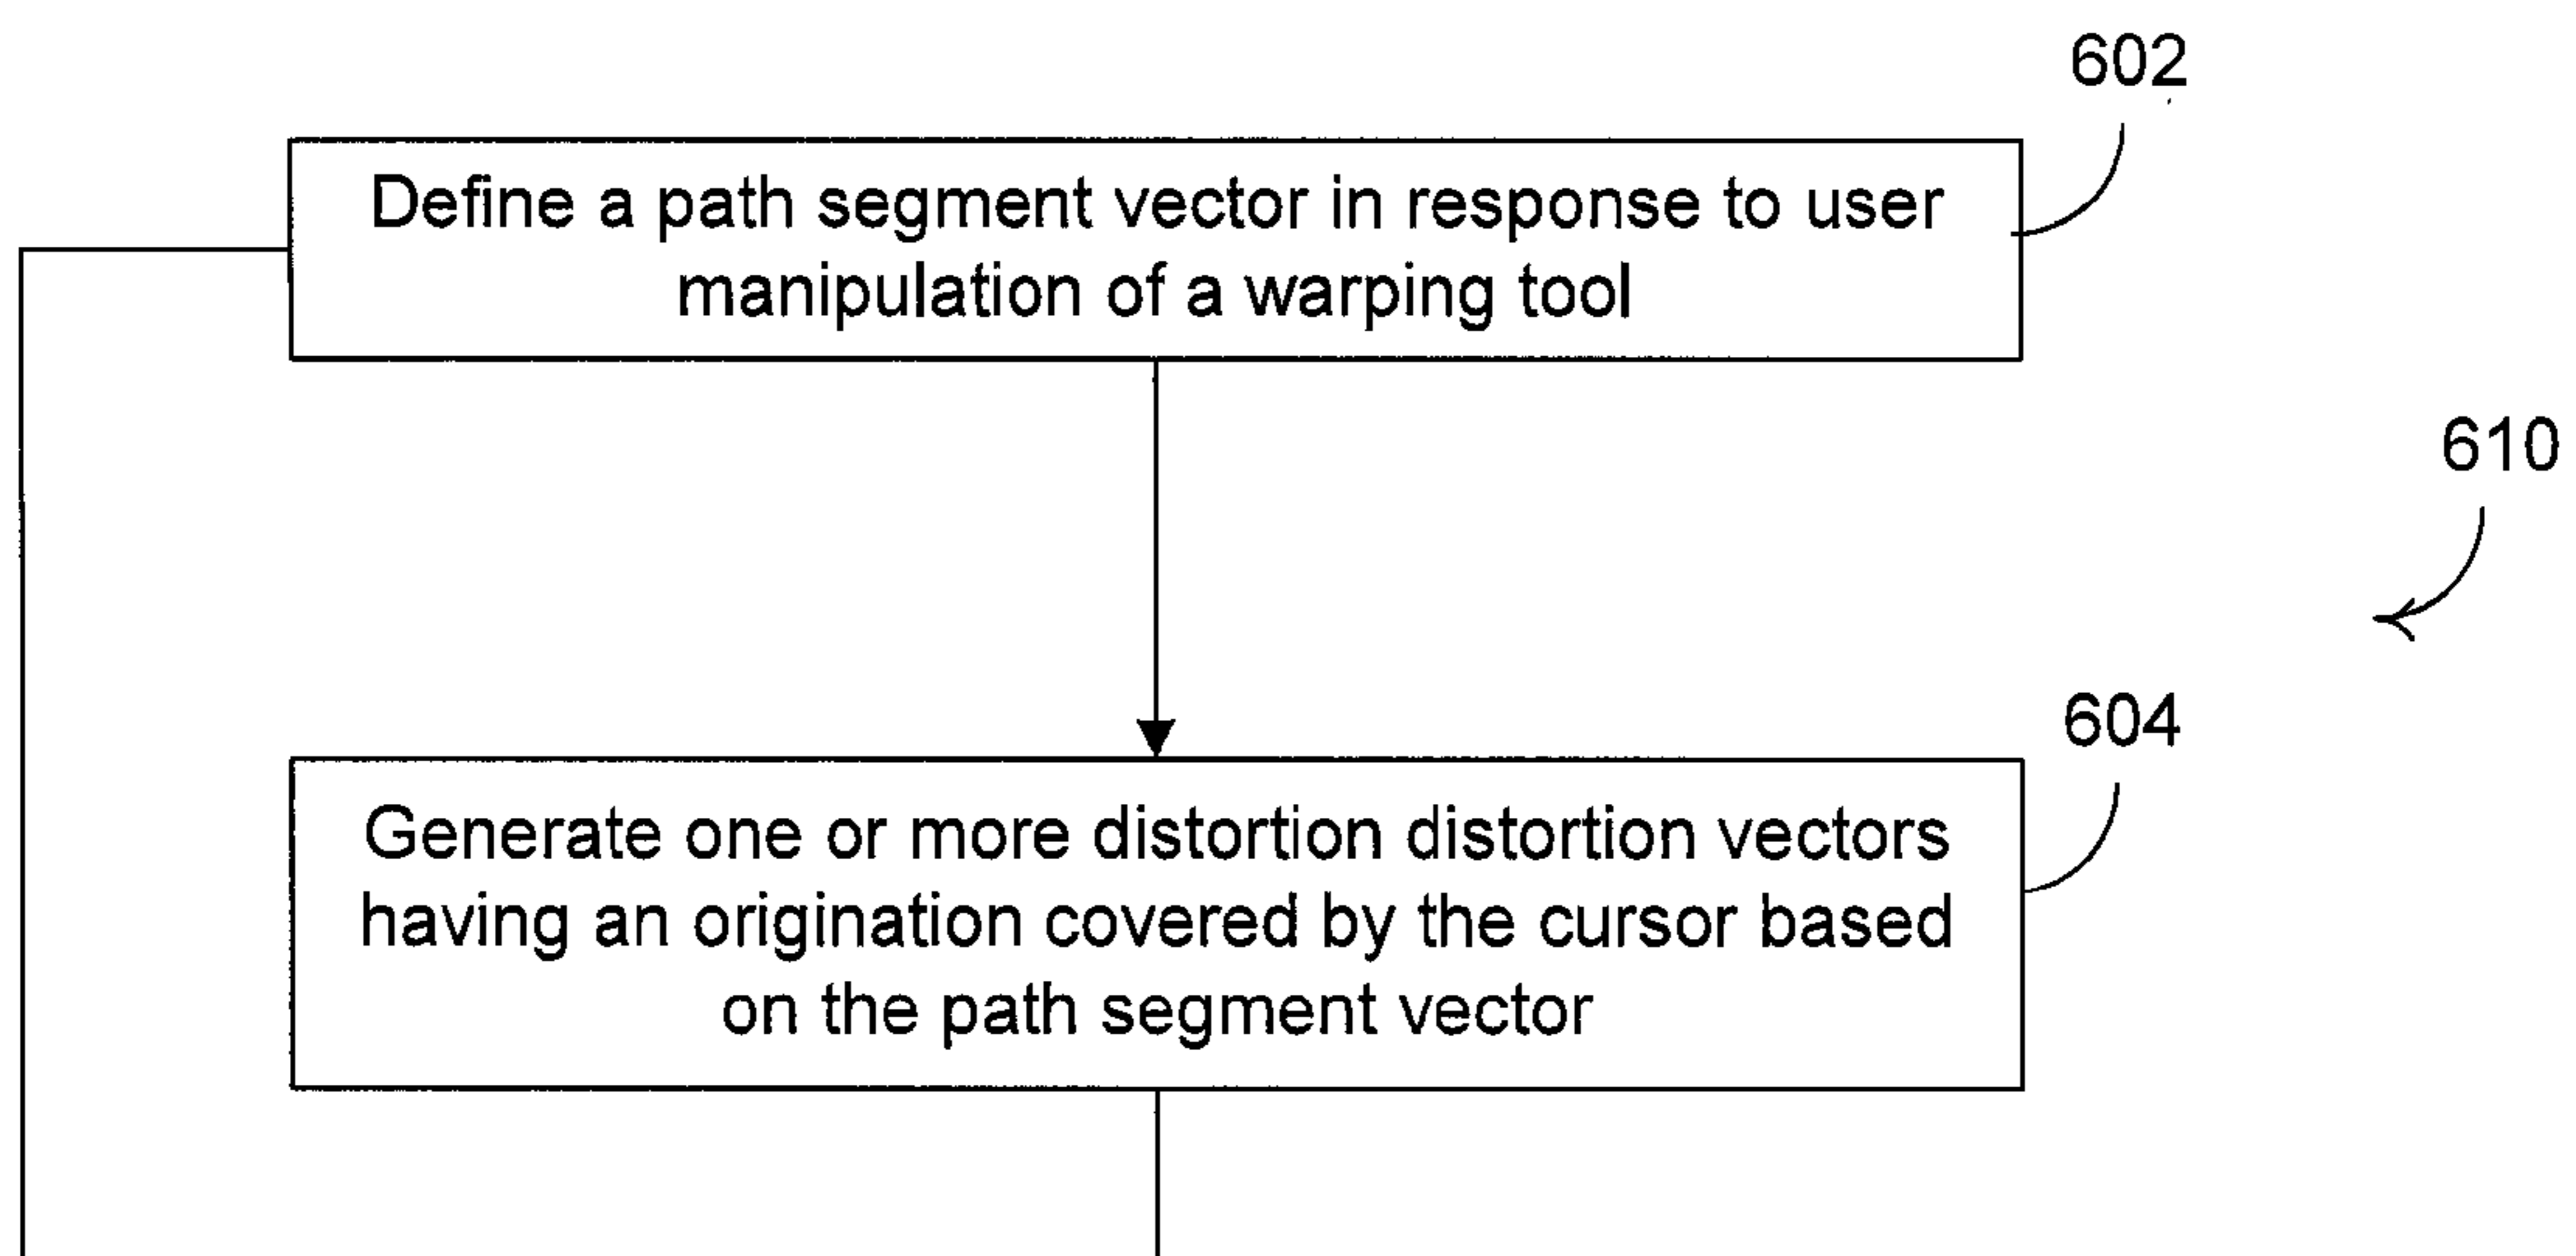 602
Define a path segment vector in response to user
manipulation of a warping tool
610
604
Generate one or more distortion distortion vectors
having an origination covered by the cursor based
on the path segment vector